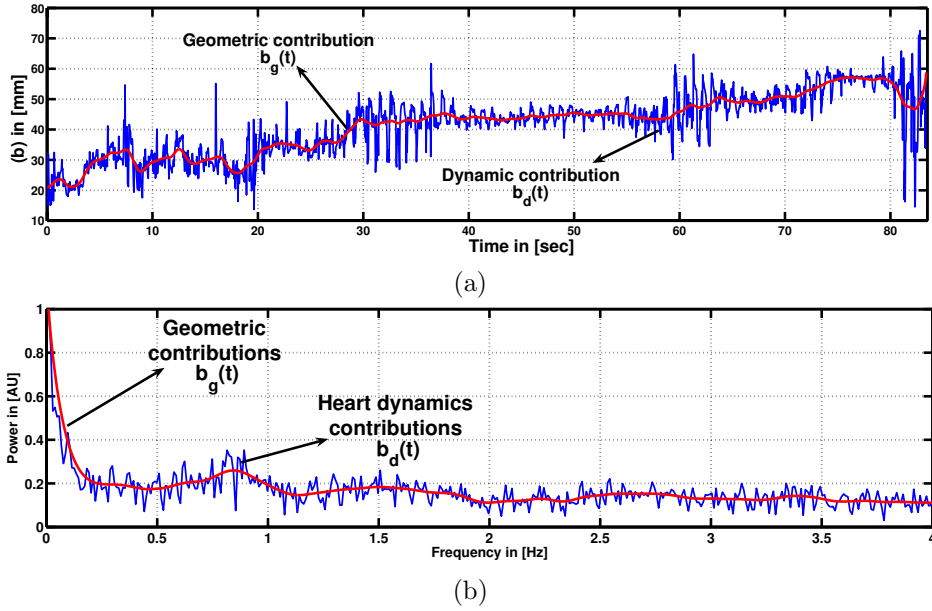 80
70
60
50
40
30
20
10
(b) in [mm]
Geometric contribution
b_g(t)
Dynamic contribution
b_d(t)
0 10 20 30 40 50 60 70 80
Time in [sec]
(a)
1
0.8
0.6
0.4
0.2
0
Power in [AU]
Geometric
contributions
b_g(t)
Heart dynamics
contributions
b_d(t)
0 0.5 1 1.5 2 2.5 3 3.5 4
Frequency in [Hz]
(b)